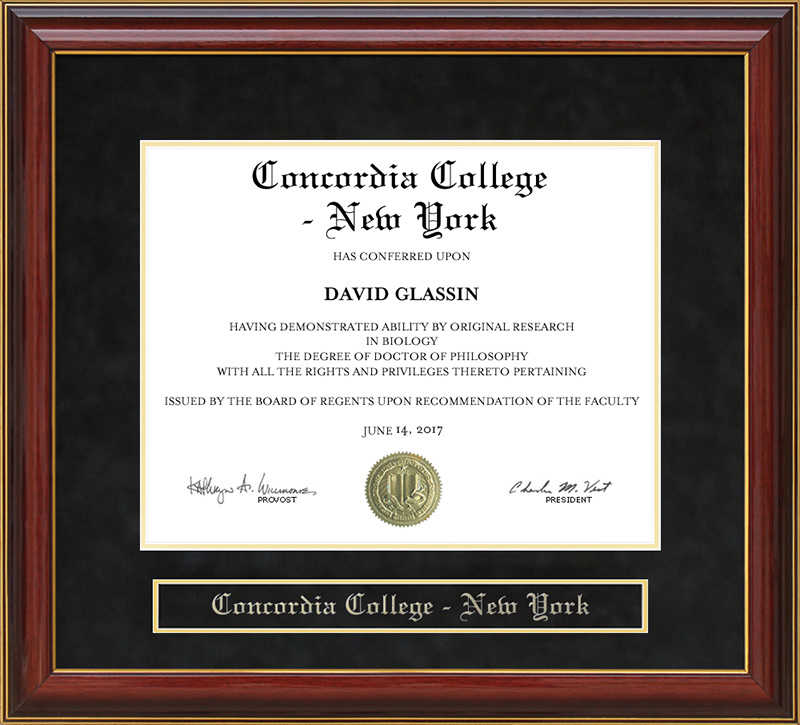 Concordia College
- New York
HAS CONFERRED UPON
DAVID GLASSIN
HAVING DEMONSTRATED ABILITY BY ORIGINAL RESEARCH
IN BIOLOGY
THE DEGREE OF DOCTOR OF PHILOSOPHY
WITH ALL THE RIGHTS AND PRIVILEGES THERETO PERTAINING
ISSUED BY THE BOARD OF REGENTS UPON RECOMMENDATION OF THE FACULTY
JUNE 14, 2017
Charles M. Vest
PROVOST
PRESIDENT
Concordia College - New York